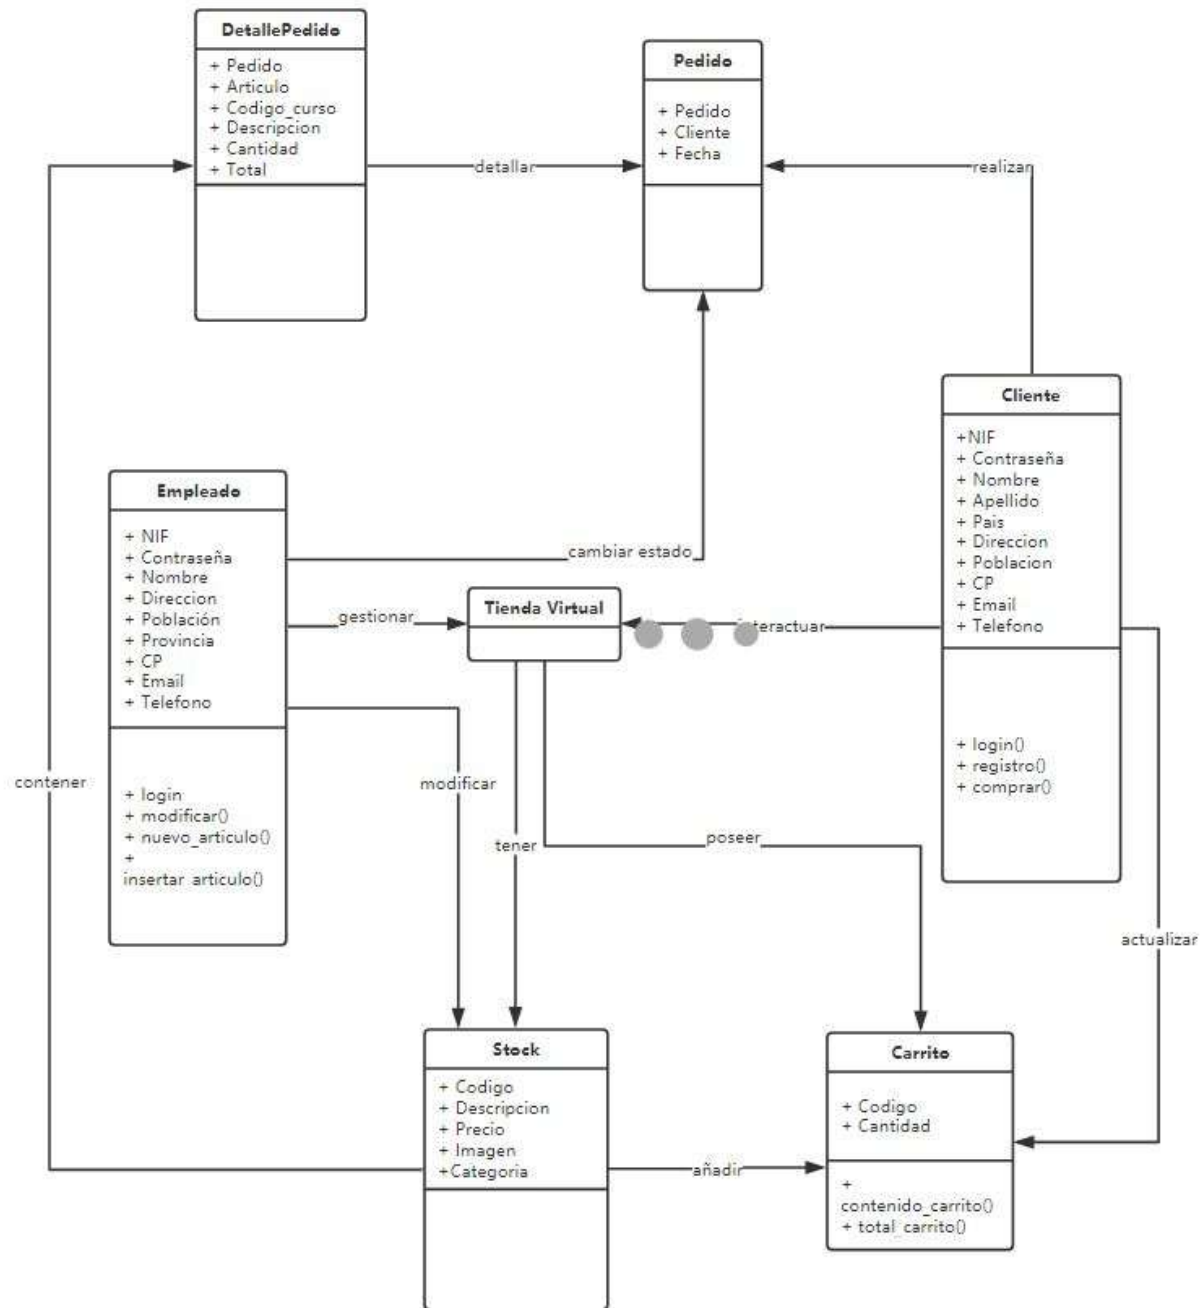 DetallePedido
+ Pedido
+ Articulo
+ Codigo_curso
+ Descripcion
+ Cantidad
+ Total
Pedido
+ Pedido
+ Cliente
+ Fecha
detallar
realizar
Cliente
+NIF
+ Contraseña
+ Nombre
+ Apellido
+ Pais
+ Direccion
+ Poblacion
+ CP
+ Email
+ Telefono
+ login()
+ registro()
+ comprar()
Empleado
+ NIF
+ Contraseña
+ Nombre
+ Direccion
+ Población
+ Provincia
+ CP
+ Email
+ Telefono
+ login
+ modificar()
+ nuevo_articulo()
+
insertar_articulo()
cambiar estado
gestionar
Tienda Virtual
contener
modificar
tener
poseer
actualizar
Stock
+ Codigo
+ Descripcion
+ Precio
+ Imagen
+Categoria
añadir
Carrito
+ Codigo
+ Cantidad
+
contenido_carrito()
+ total_carrito()